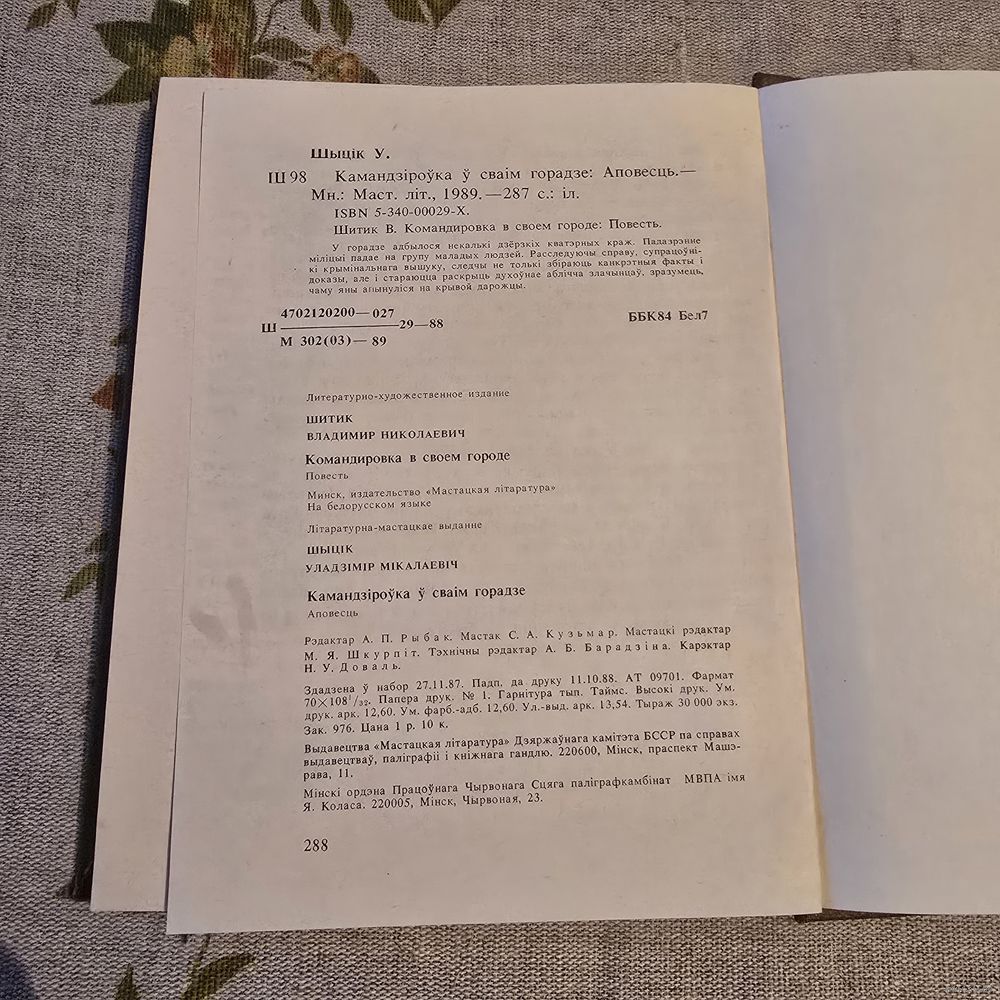 Шыцік У.
Ш 98 Камандзіроўка ў сваім горадзе: Аповесць.—
Мн.: Маст. літ., 1989.—287 с.: іл.
ISBN 5-340-00029-X.
Шитик В. Командировка в своем городе: Повесть.
У горадзе адбылося некалькі дзёрзкіх кватэрных краж. Падазрэнне
міліцыі падае на групу маладых людзей. Расследуючы справу, супрацоўні-
кі крымінальнага вышуку, следчы не толькі збіраюць канкрэтныя факты і
доказы, але і стараюцца раскрыць духоўнае аблічча злачынцаў, зразумець,
чаму яны апынуліся на крывой дарожцы.
4702120200—027
Ш ————— 29—88
М 302(03)—89
ББК84 Бел7
Литературно-художественное издание
ШИТИК
ВЛАДИМИР НИКОЛАЕВИЧ
Командировка в своем городе
Повесть
Минск, издательство «Мастацкая літаратура»
На белорусском языке
Літаратурна-мастацкае выданне
ШЫЦІК
УЛАДЗІМІР МІКАЛАЕВІЧ
Камандзіроўка ў сваім горадзе
Аповесць
Рэдактар А. П. Рыбак. Мастак С. А. Кузьмар. Мастацкі рэдактар
М. Я. Шкурпіт. Тэхнічны рэдактар А. Б. Барадзіна. Карэктар
Н. У. Доваль.
Здадзена ў набор 27.11.87. Падп. да друку 11.10.88. АТ 09701. Фармат
70×108¹/₃₂. Папера друк. № 1. Гарнітура тып. Таймс. Высокі друк. Ум.
друк. арк. 12,60. Ум. фарб.-адб. 12,60. Ул.-выд. арк. 13,54. Тыраж 30 000 экз.
Зак. 976. Цана 1 р. 10 к.
Выдавецтва «Мастацкая літаратура» Дзяржаўнага камітэта БССР па справах
выдавецтваў, паліграфіі і кніжнага гандлю. 220600, Мінск, праспект Машэ-
рава, 11.
Мінскі ордэна Працоўнага Чырвонага Сцяга паліграфкамбінат МВПА імя
Я. Коласа. 220005, Мінск, Чырвоная, 23.
288